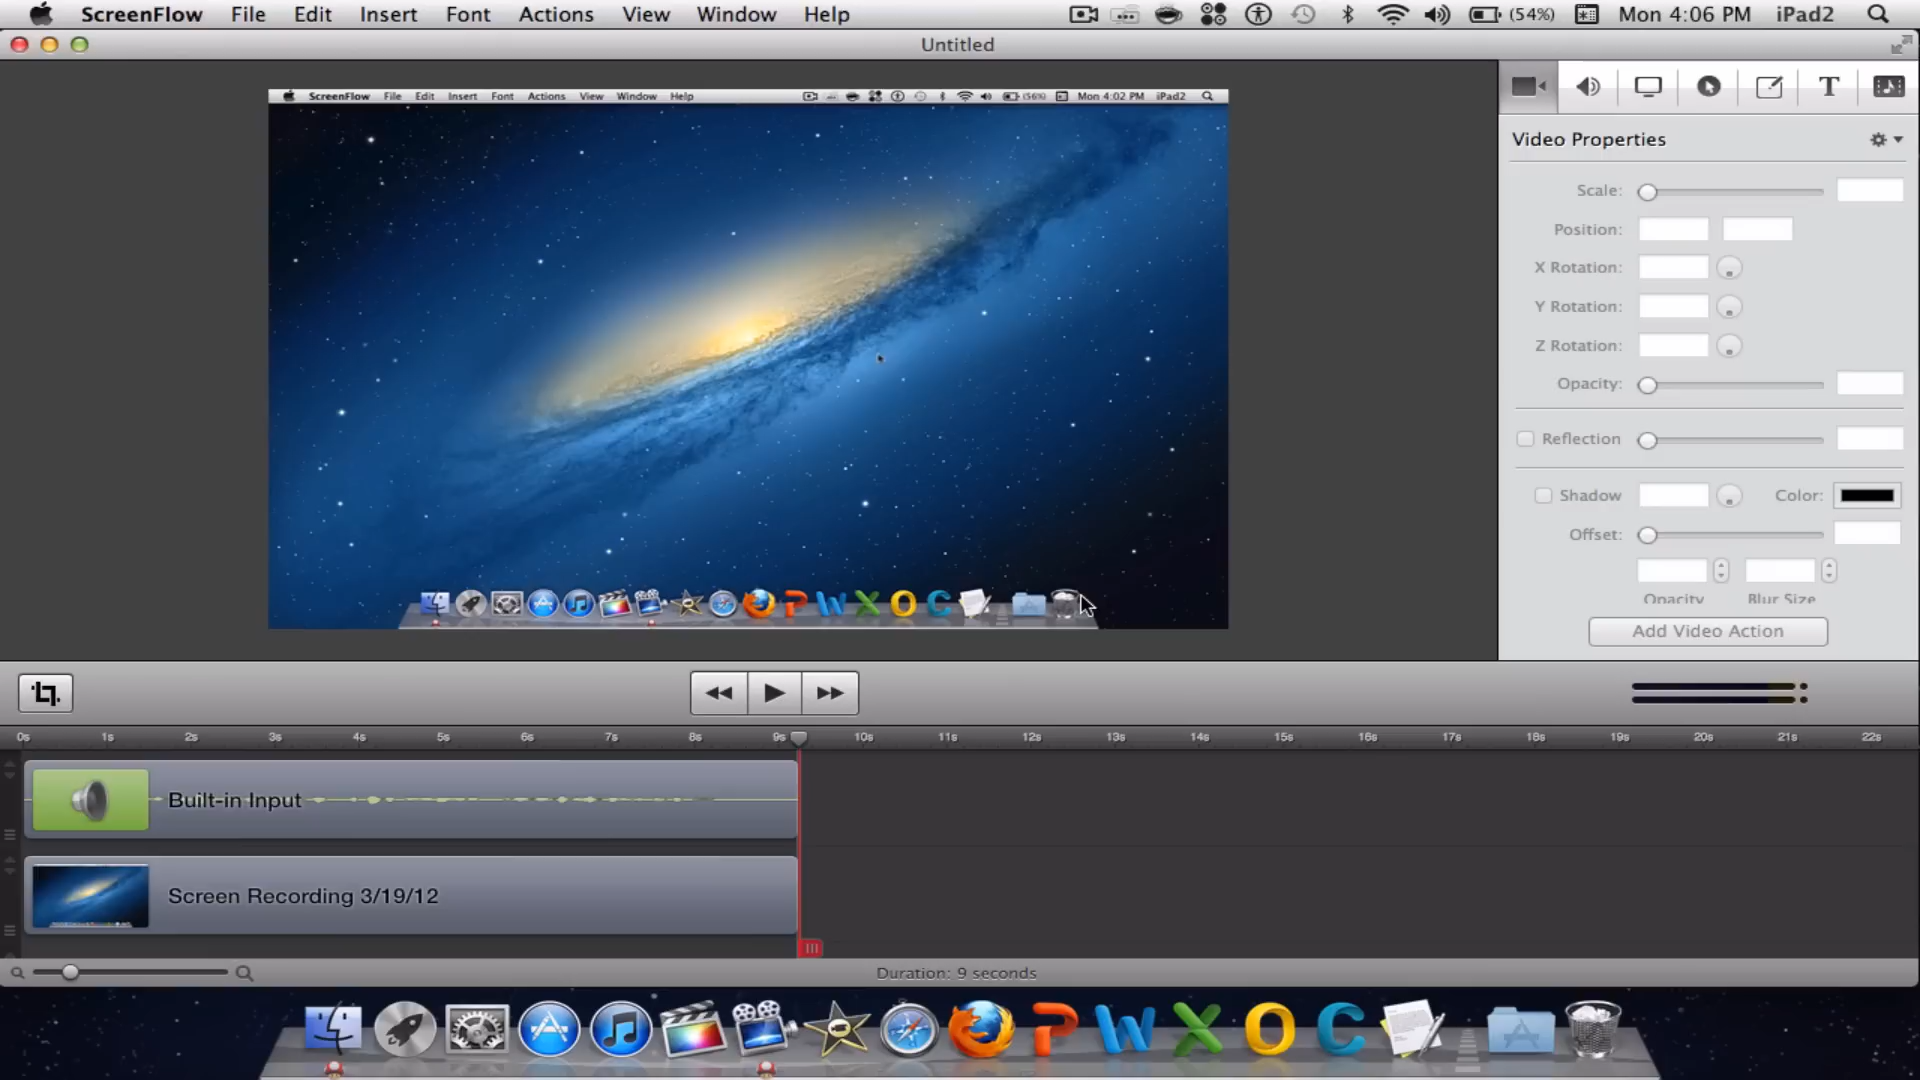 ScreenFlow File Edit Insert Font Actions View Window Help (54%) Mon 4:06 PM iPad2
Untitled
ScreenFlow File Edit Insert Font Actions View Window Help (56%) Mon 4:02 PM iPad2
T
Video Properties
Scale:
Position:
X Rotation:
Y Rotation:
Z Rotation:
Opacity:
Reflection
Shadow Color:
Offset:
Opacity Blur Size
Add Video Action
P W X O C
0s 1s 2s 3s 4s 5s 6s 7s 8s 9s 10s 11s 12s 13s 14s 15s 16s 17s 18s 19s 20s 21s 22s
Built-in Input
Screen Recording 3/19/12
Duration: 9 seconds
P W X O C